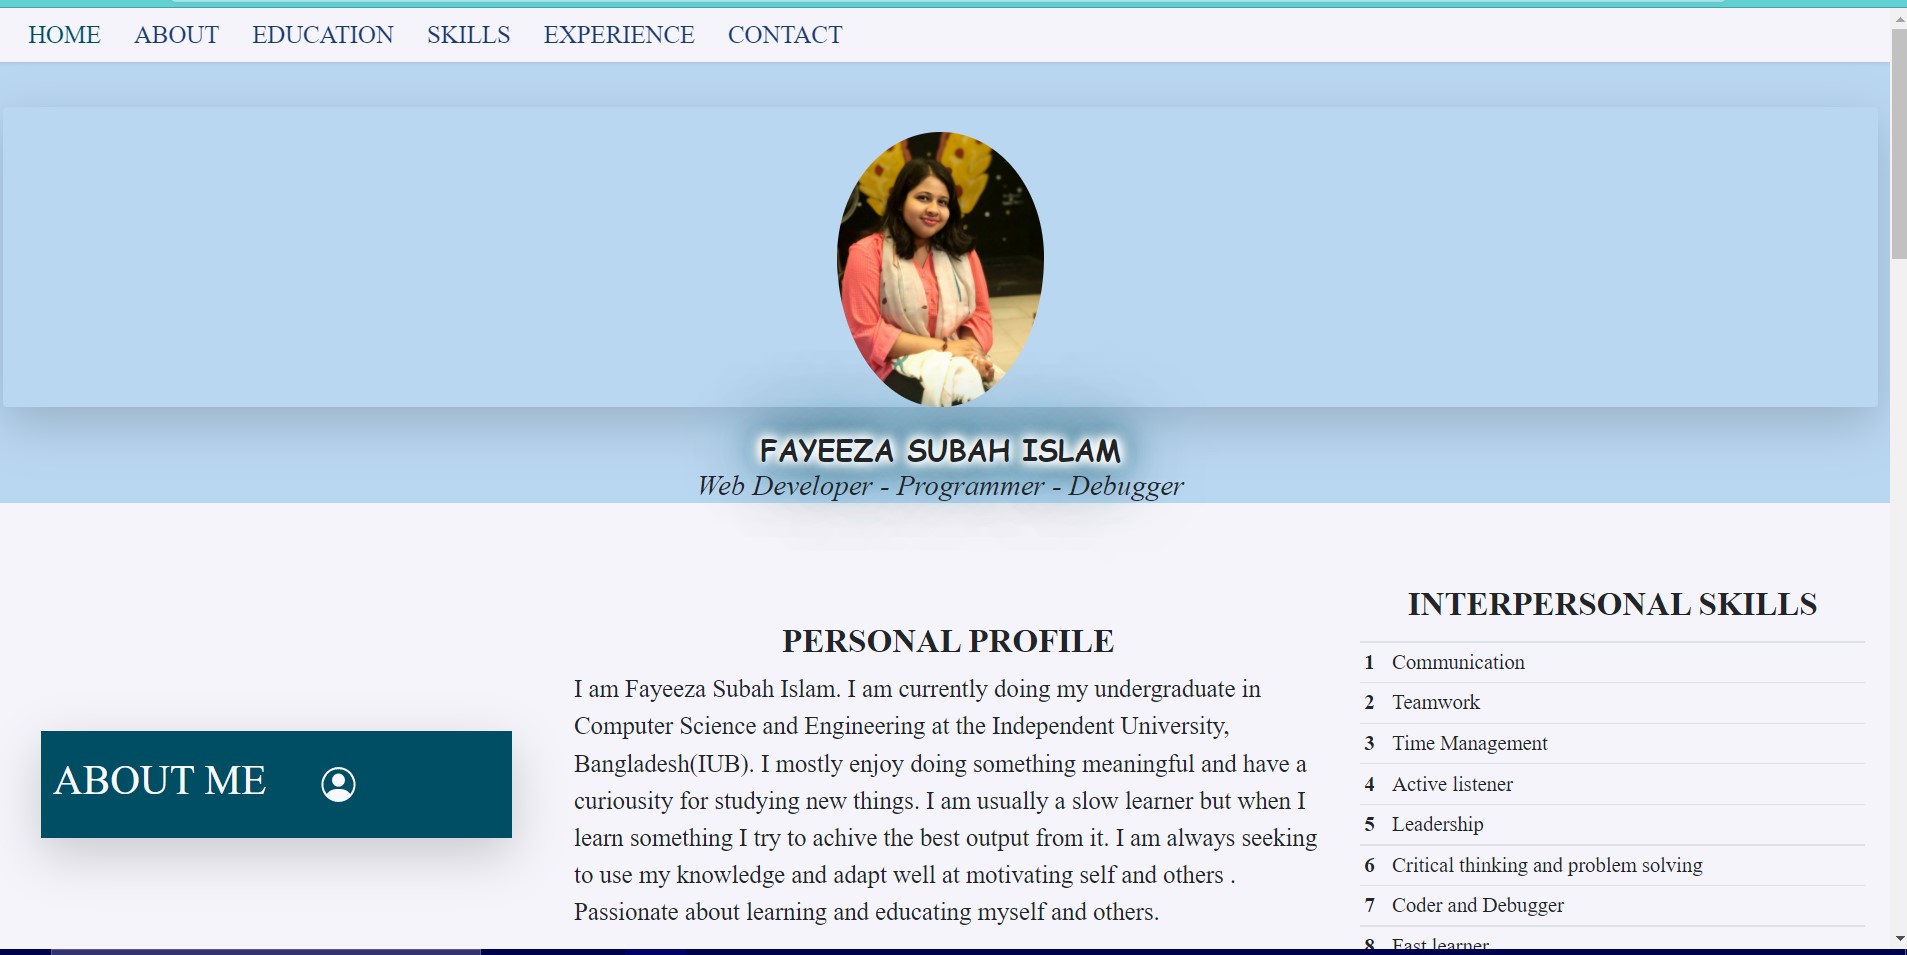 HOME ABOUT EDUCATION SKILLS EXPERIENCE CONTACT
FAYEEZA SUBAH ISLAM
Web Developer - Programmer - Debugger
ABOUT ME
PERSONAL PROFILE
I am Fayeeza Subah Islam. I am currently doing my undergraduate in
Computer Science and Engineering at the Independent University,
Bangladesh(IUB). I mostly enjoy doing something meaningful and have a
curiousity for studying new things. I am usually a slow learner but when I
learn something I try to achive the best output from it. I am always seeking
to use my knowledge and adapt well at motivating self and others .
Passionate about learning and educating myself and others.
INTERPERSONAL SKILLS
1 Communication
2 Teamwork
3 Time Management
4 Active listener
5 Leadership
6 Critical thinking and problem solving
7 Coder and Debugger
8 Fast learner